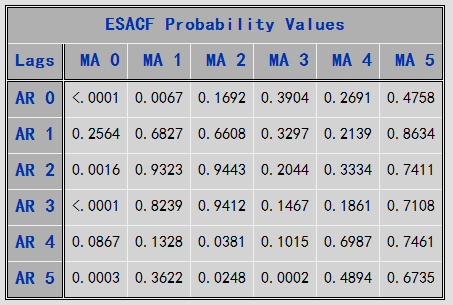 ESACF Probability Values
Lags MA 0 MA 1 MA 2 MA 3 MA 4 MA 5
AR 0 <.0001 0.0067 0.1692 0.3904 0.2691 0.4758
AR 1 0.2564 0.6827 0.6608 0.3297 0.2139 0.8634
AR 2 0.0016 0.9323 0.9443 0.2044 0.3334 0.7411
AR 3 <.0001 0.8239 0.9412 0.1467 0.1861 0.7108
AR 4 0.0867 0.1328 0.0381 0.1015 0.6987 0.7461
AR 5 0.0003 0.3622 0.0248 0.0002 0.4894 0.6735